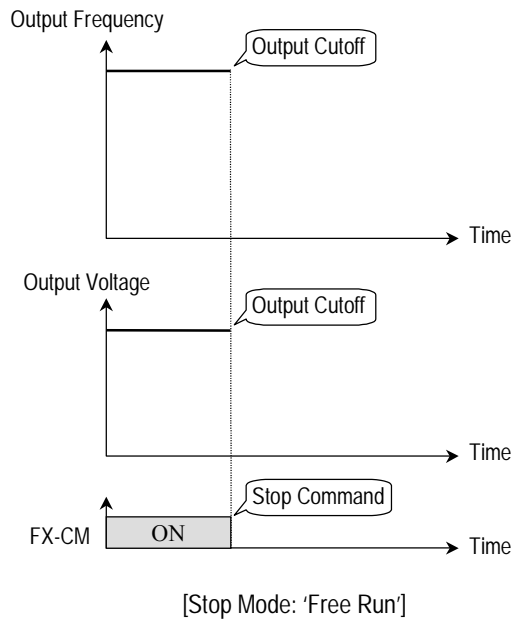 Output Frequency
Output Cutoff
Time
Output Voltage
Output Cutoff
Time
Stop Command
FX-CM
ON
Time
[Stop Mode: ‘Free Run’]